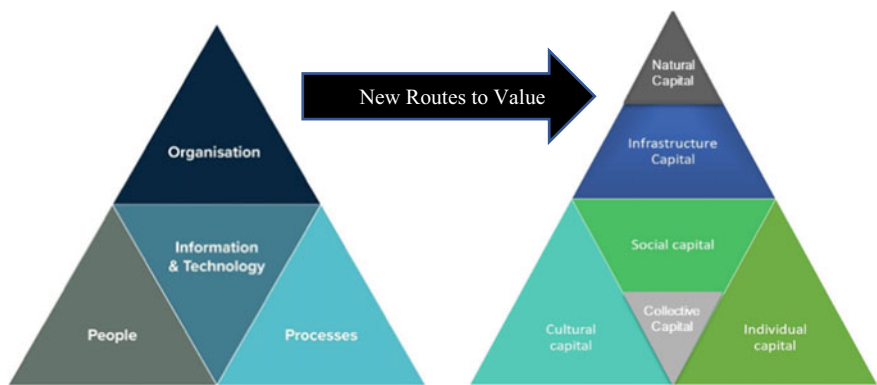 Organisation
Information
& Technology
People
Processes
New Routes to Value
Natural
Capital
Infrastructure
Capital
Social capital
Collective
Capital
Cultural
capital
Individual
capital